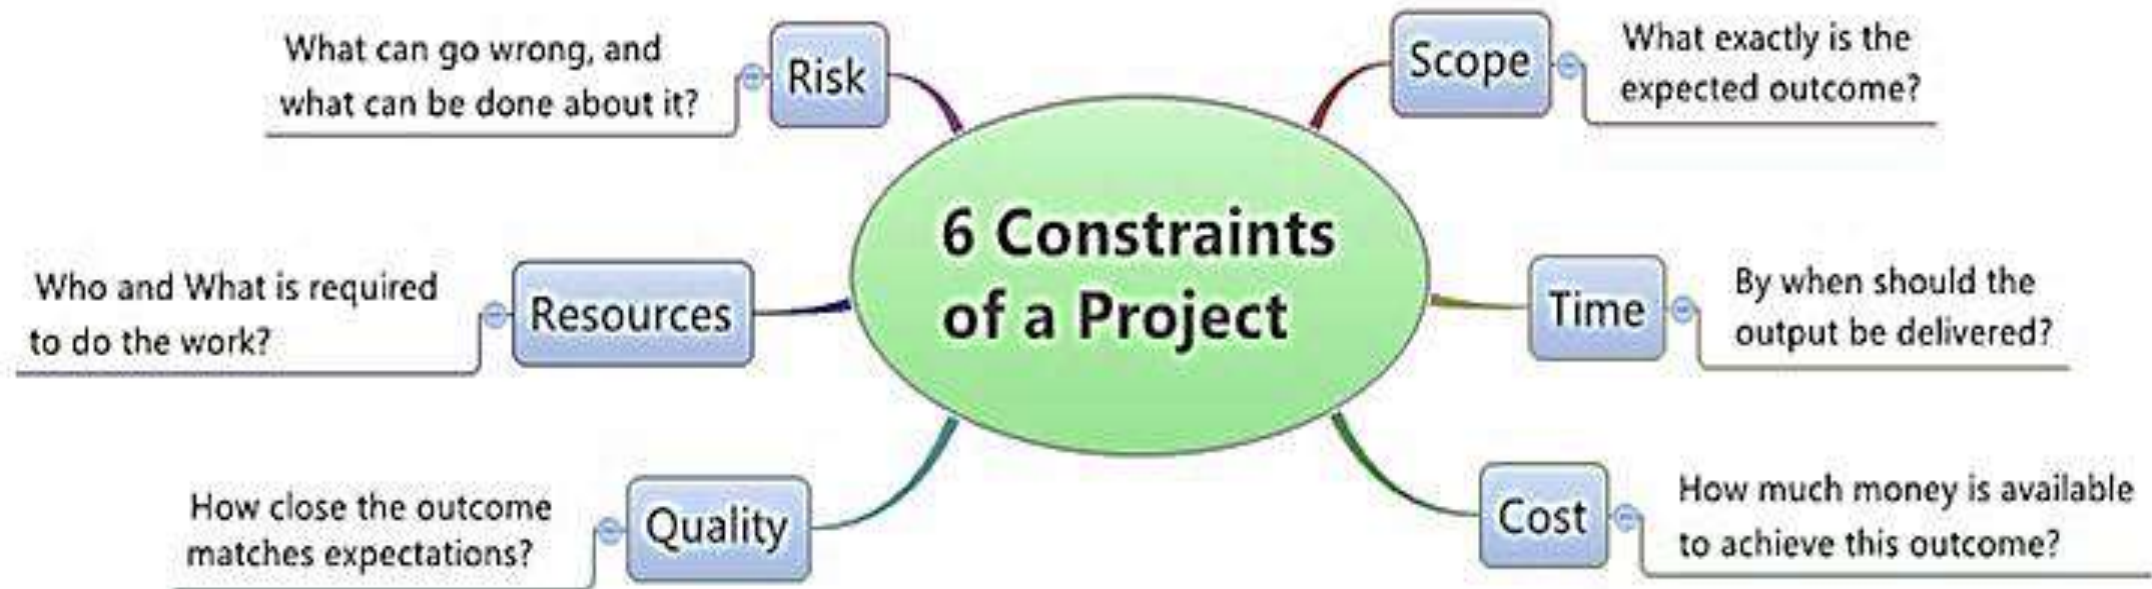 6 Constraints
of a Project
Scope
What exactly is the
expected outcome?
Time
By when should the
output be delivered?
Cost
How much money is available
to achieve this outcome?
Risk
What can go wrong, and
what can be done about it?
Resources
Who and What is required
to do the work?
Quality
How close the outcome
matches expectations?